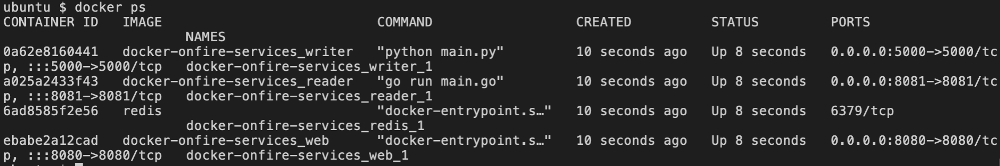 ubuntu $ docker ps
CONTAINER ID   IMAGE                           COMMAND                  CREATED          STATUS         PORTS
                       NAMES
0a62e8160441   docker-onfire-services_writer   "python main.py"         10 seconds ago   Up 8 seconds   0.0.0.0:5000->5000/tc
p, :::5000->5000/tcp   docker-onfire-services_writer_1
a025a2433f43   docker-onfire-services_reader   "go run main.go"         10 seconds ago   Up 8 seconds   0.0.0.0:8081->8081/tc
p, :::8081->8081/tcp   docker-onfire-services_reader_1
6ad8585f2e56   redis                           "docker-entrypoint.s…"   10 seconds ago   Up 8 seconds   6379/tcp
                       docker-onfire-services_redis_1
ebabe2a12cad   docker-onfire-services_web      "docker-entrypoint.s…"   10 seconds ago   Up 8 seconds   0.0.0.0:8080->8080/tc
p, :::8080->8080/tcp   docker-onfire-services_web_1